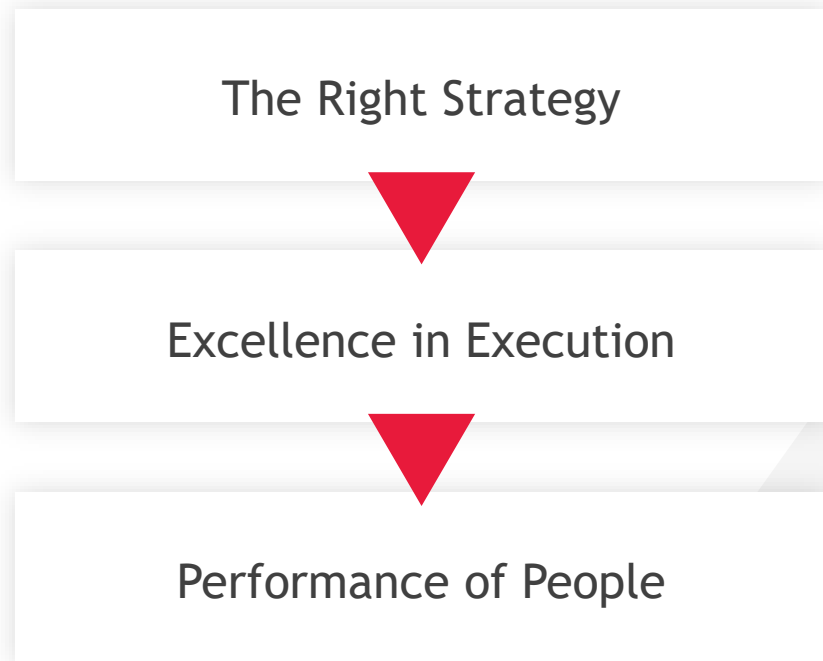 The Right Strategy
Excellence in Execution
Performance of People